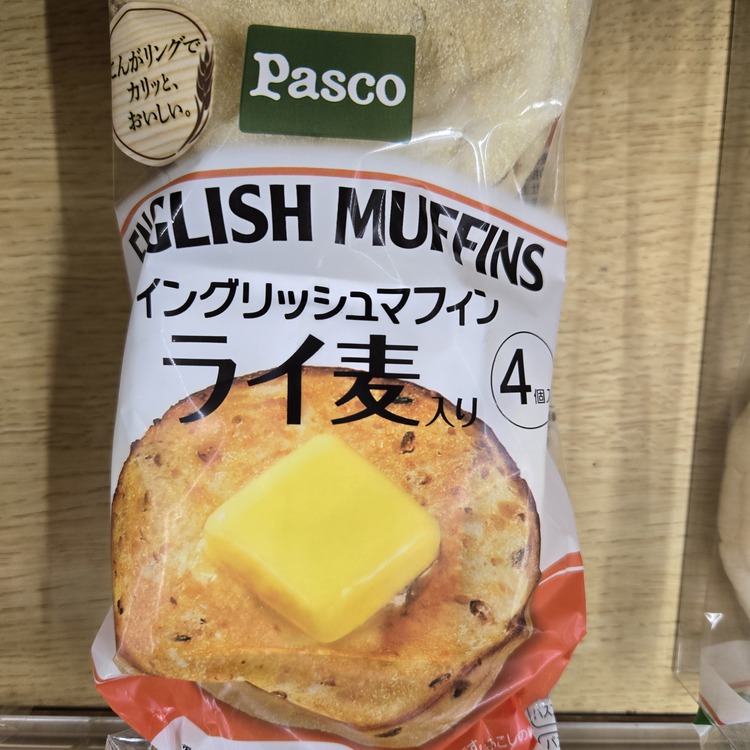 こんがリングで
カリッと、
おいしい。
Pasco
ENGLISH MUFFINS
イングリッシュマフィン
ライ麦入り
4個